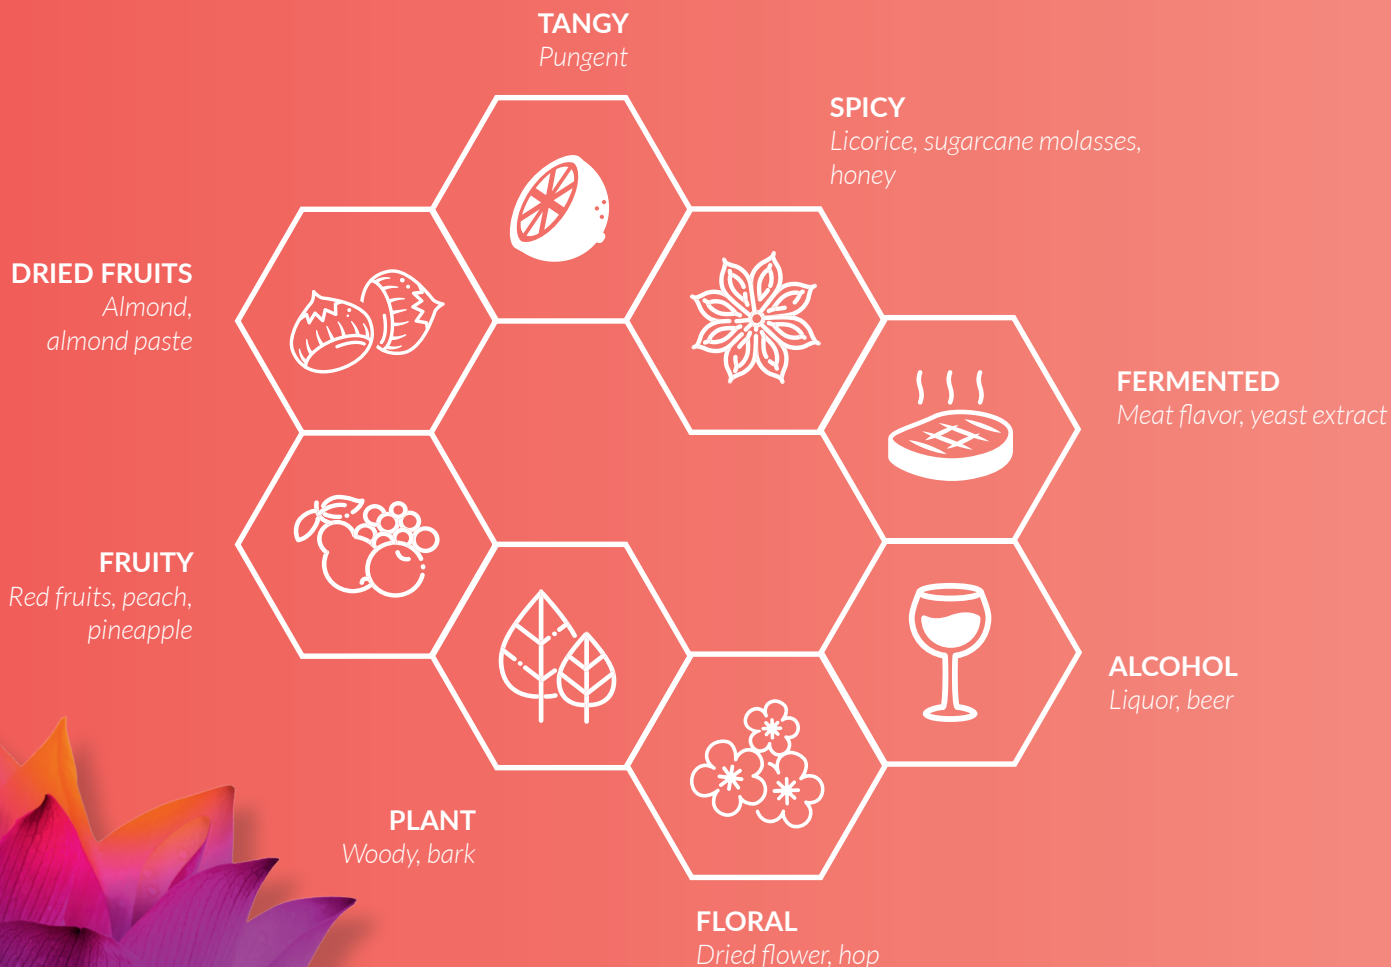 TANGY
Pungent
SPICY
Licorice, sugarcane molasses,
honey
DRIED FRUITS
Almond,
almond paste
FERMENTED
Meat flavor, yeast extract
FRUITY
Red fruits, peach,
pineapple
ALCOHOL
Liquor, beer
PLANT
Woody, bark
FLORAL
Dried flower, hop